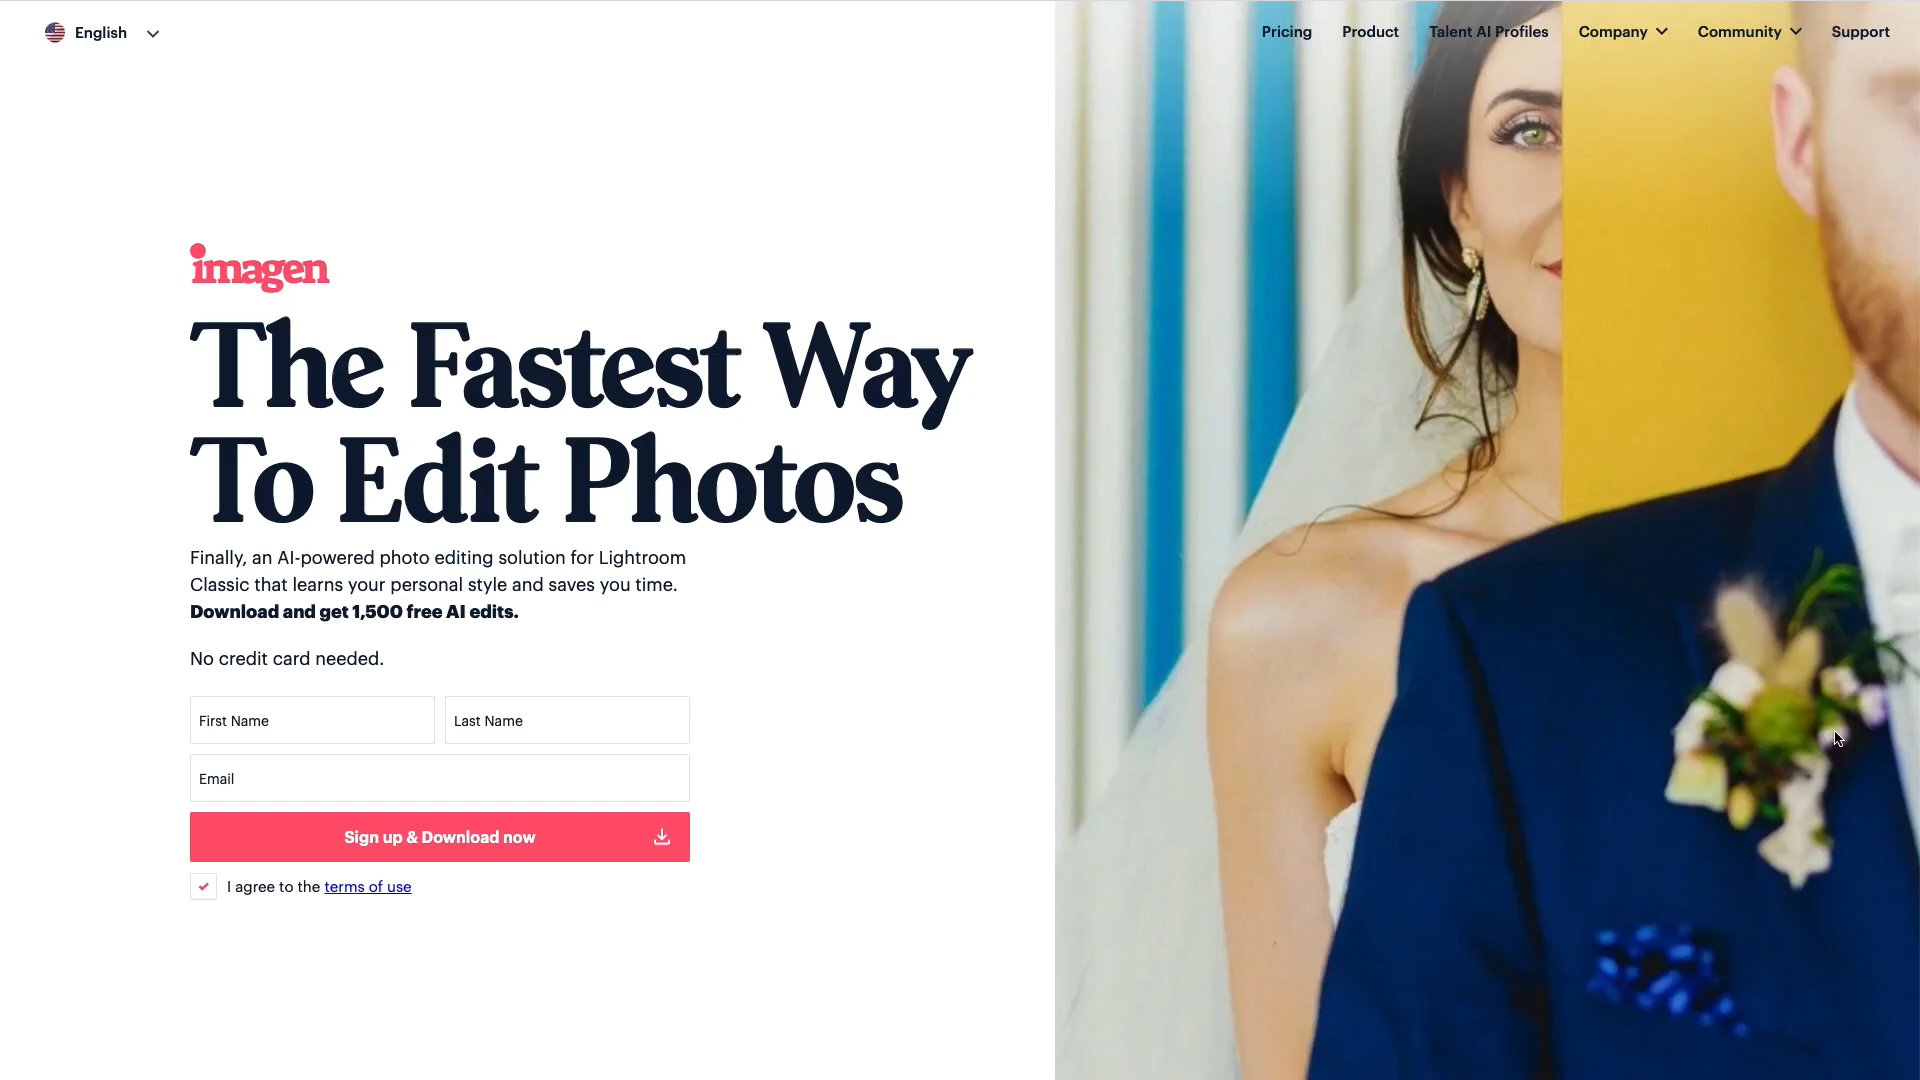 English
Pricing
Product
Talent AI Profiles
Company
Community
Support
imagen
The Fastest Way
To Edit Photos
Finally, an AI-powered photo editing solution for Lightroom
Classic that learns your personal style and saves you time.
Download and get 1,500 free AI edits.
No credit card needed.
First Name
Last Name
Email
Sign up & Download now
I agree to the terms of use